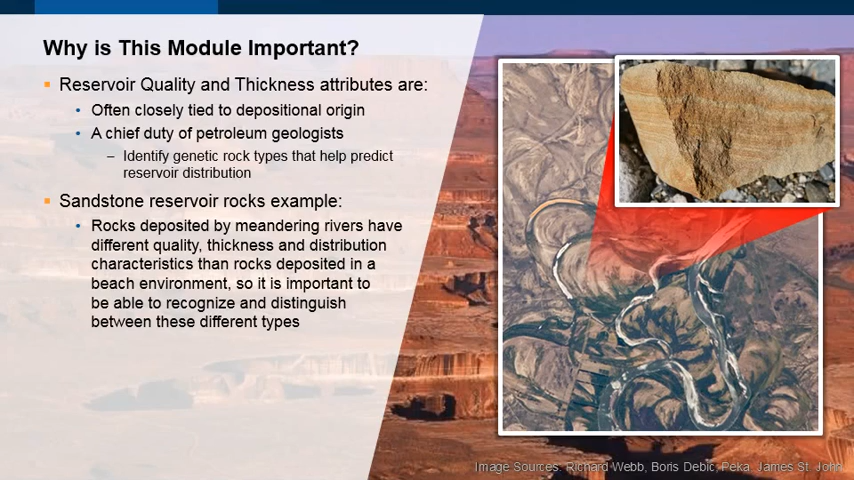 Why is This Module Important?
▪ Reservoir Quality and Thickness attributes are:
• Often closely tied to depositional origin
• A chief duty of petroleum geologists
– Identify genetic rock types that help predict
reservoir distribution
▪ Sandstone reservoir rocks example:
• Rocks deposited by meandering rivers have
different quality, thickness and distribution
characteristics than rocks deposited in a
beach environment, so it is important to
be able to recognize and distinguish
between these different types
Image Sources: Richard Webb, Boris Debic, Peka, James St. John